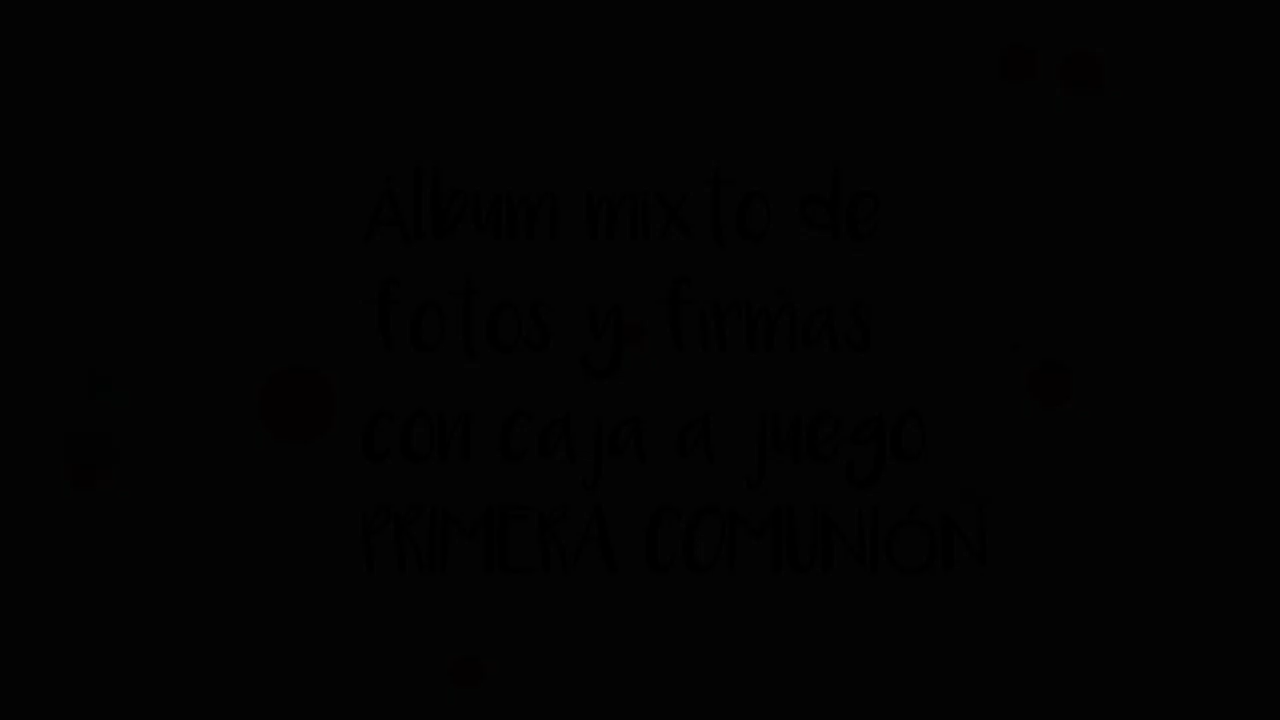 Álbum mixto de
fotos y firmas
con caja a juego
PRIMERA COMUNIÓN